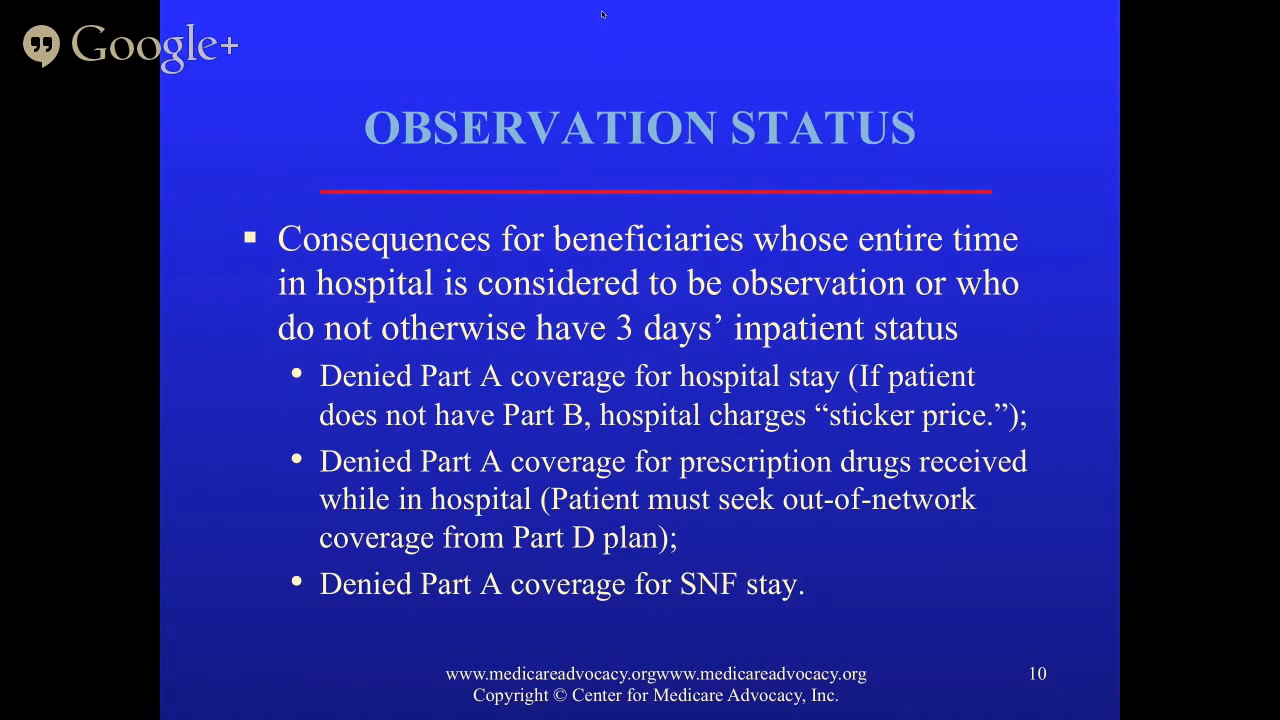 Google+
OBSERVATION STATUS
Consequences for beneficiaries whose entire time
in hospital is considered to be observation or who
do not otherwise have 3 days’ inpatient status
Denied Part A coverage for hospital stay (If patient
does not have Part B, hospital charges “sticker price.”);
Denied Part A coverage for prescription drugs received
while in hospital (Patient must seek out-of-network
coverage from Part D plan);
Denied Part A coverage for SNF stay.
www.medicareadvocacy.orgwww.medicareadvocacy.org
10
Copyright © Center for Medicare Advocacy, Inc.